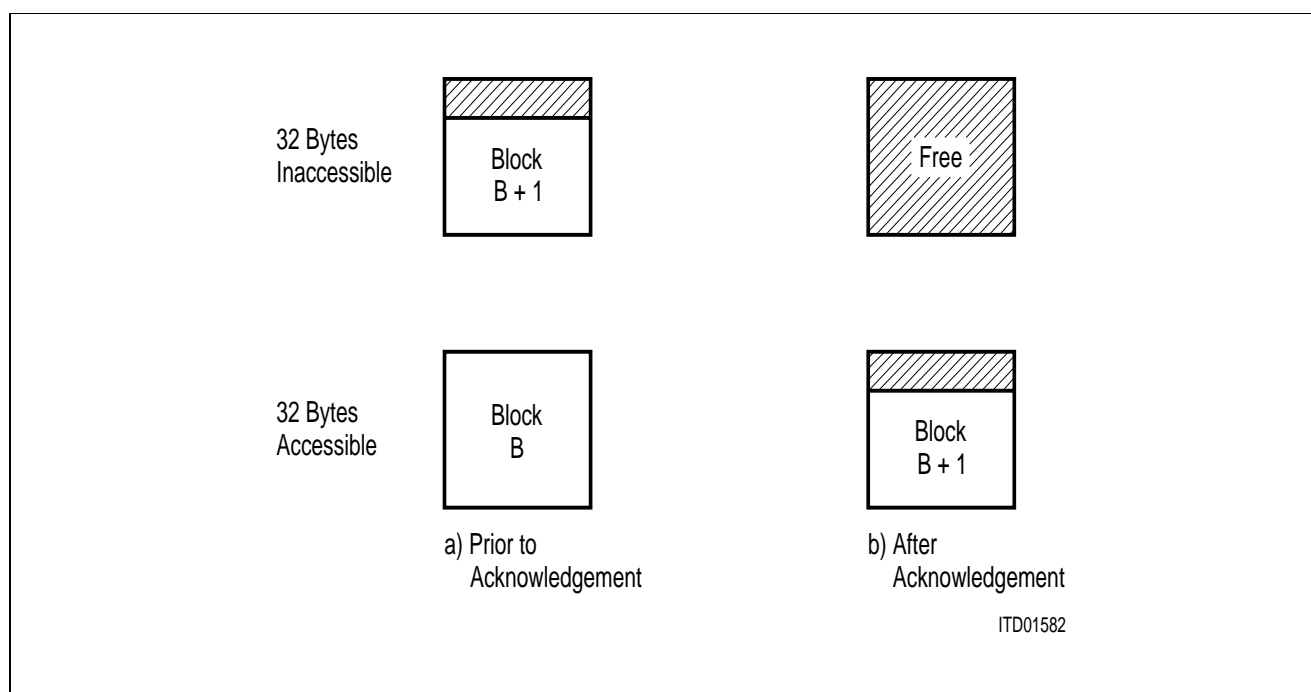 32 Bytes
Inaccessible
Block
B + 1
Free
32 Bytes
Accessible
Block
B
Block
B + 1
a) Prior to
Acknowledgement
b) After
Acknowledgement
ITD01582